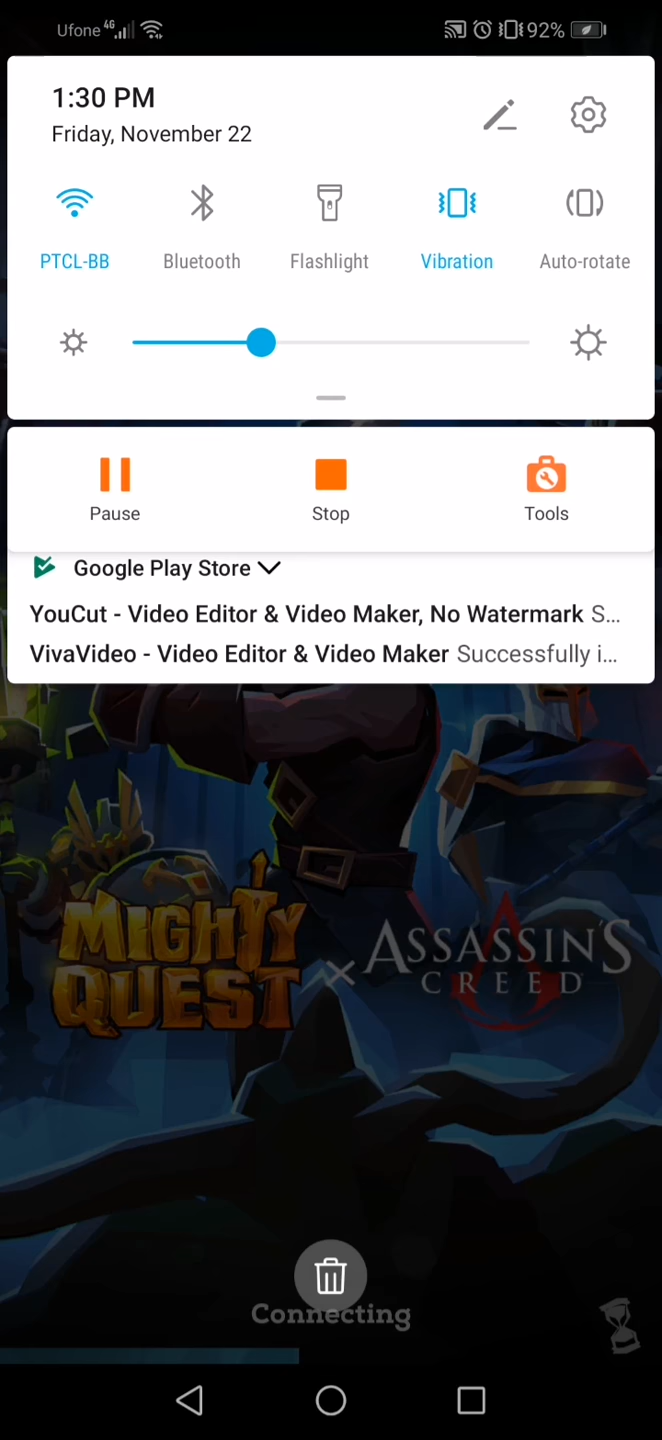 Ufone 4G 92%
1:30 PM
Friday, November 22
PTCL-BB Bluetooth Flashlight Vibration Auto-rotate
Pause Stop Tools
Google Play Store
YouCut - Video Editor & Video Maker, No Watermark S...
VivaVideo - Video Editor & Video Maker Successfully i...
MIGHTY QUEST × ASSASSIN'S CREED
Connecting